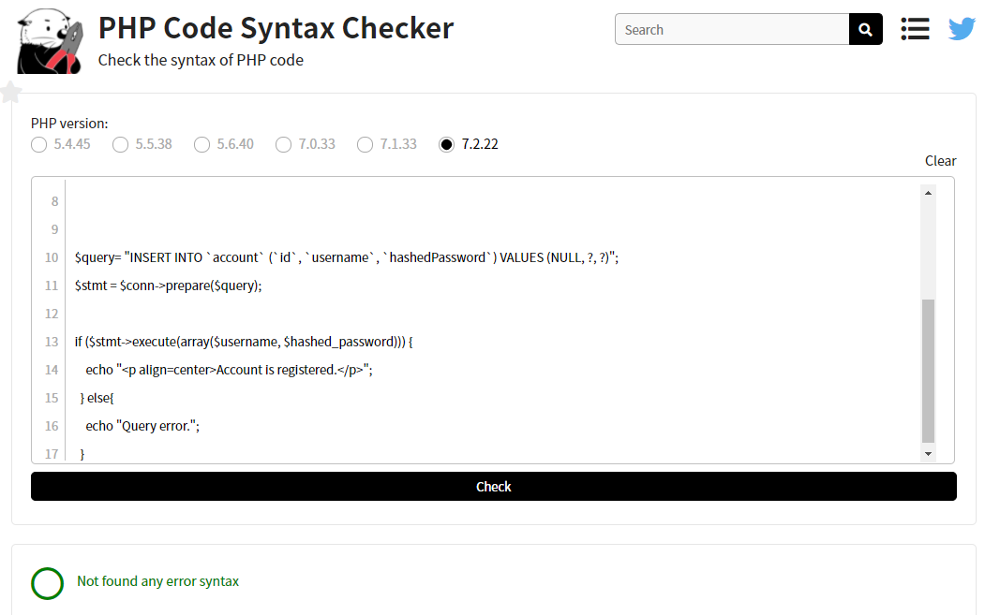 PHP Code Syntax Checker
Search
Check the syntax of PHP code
PHP version:
5.4.45 5.5.38 5.6.40 7.0.33 7.1.33 7.2.22
Clear
8
9
10 $query= "INSERT INTO `account` (`id`, `username`, `hashedPassword`) VALUES (NULL, ?, ?)";
11 $stmt = $conn->prepare($query);
12
13 if ($stmt->execute(array($username, $hashed_password))) {
14 echo "<p align=center>Account is registered.</p>";
15 } else{
16 echo "Query error.";
17 }
Check
Not found any error syntax